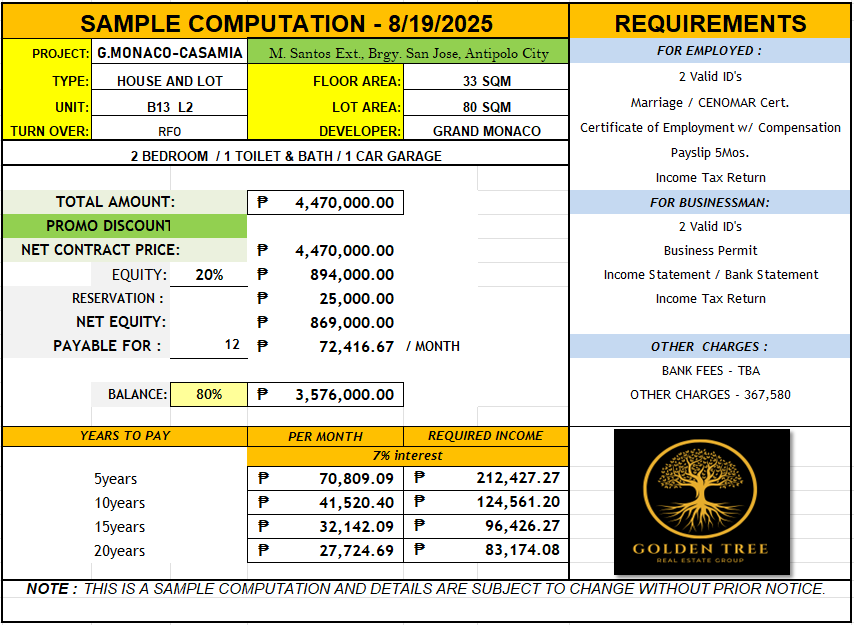 SAMPLE COMPUTATION - 8/19/2025
PROJECT: G.MONACO-CASAMIA M. Santos Ext., Brgy. San Jose, Antipolo City
TYPE: HOUSE AND LOT FLOOR AREA: 33 SQM
UNIT: B13 L2 LOT AREA: 80 SQM
TURN OVER: RFO DEVELOPER: GRAND MONACO
2 BEDROOM / 1 TOILET & BATH / 1 CAR GARAGE
TOTAL AMOUNT: ₱ 4,470,000.00
PROMO DISCOUNT
NET CONTRACT PRICE: ₱ 4,470,000.00
EQUITY: 20% ₱ 894,000.00
RESERVATION : ₱ 25,000.00
NET EQUITY: ₱ 869,000.00
PAYABLE FOR : 12 ₱ 72,416.67 / MONTH
BALANCE: 80% ₱ 3,576,000.00
YEARS TO PAY PER MONTH REQUIRED INCOME
7% interest
5years ₱ 70,809.09 ₱ 212,427.27
10years ₱ 41,520.40 ₱ 124,561.20
15years ₱ 32,142.09 ₱ 96,426.27
20years ₱ 27,724.69 ₱ 83,174.08
REQUIREMENTS
FOR EMPLOYED :
2 Valid ID's
Marriage / CENOMAR Cert.
Certificate of Employment w/ Compensation
Payslip 5Mos.
Income Tax Return
FOR BUSINESSMAN:
2 Valid ID's
Business Permit
Income Statement / Bank Statement
Income Tax Return
OTHER CHARGES :
BANK FEES - TBA
OTHER CHARGES - 367,580
GOLDEN TREE
REAL ESTATE GROUP
NOTE : THIS IS A SAMPLE COMPUTATION AND DETAILS ARE SUBJECT TO CHANGE WITHOUT PRIOR NOTICE.